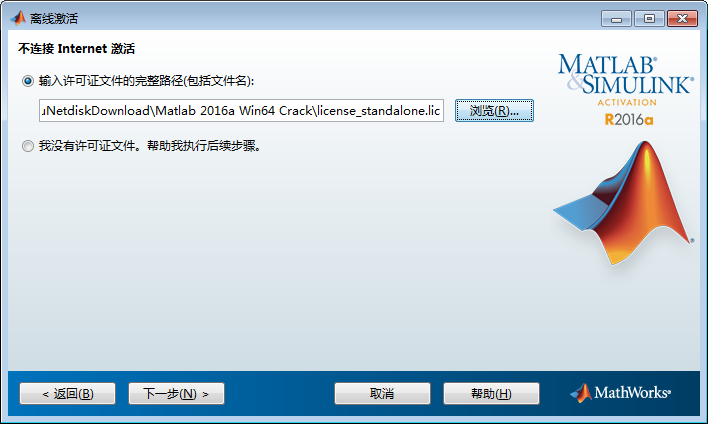 离线激活
不连接 Internet 激活
输入许可证文件的完整路径(包括文件名):
NetdiskDownload\Matlab 2016a Win64 Crack\license_standalone.lic
浏览(R)...
我没有许可证文件。帮助我执行后续步骤。
MATLAB®
&SIMULINK®
ACTIVATION
R2016a
®
< 返回(B)
下一步(N) >
取消
帮助(H)
MathWorks®